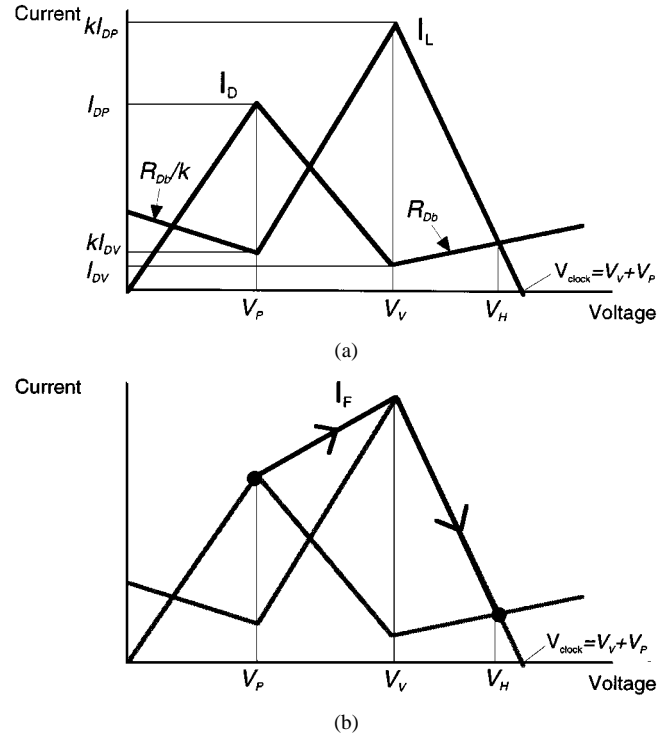 Current
kI_DP
I_L
I_D
I_DP
R_Db/k
R_Db
kI_DV
I_DV
V_clock=V_V+V_P
V_P
V_V
V_H
Voltage
(a)
Current
I_F
V_clock=V_V+V_P
V_P
V_V
V_H
Voltage
(b)